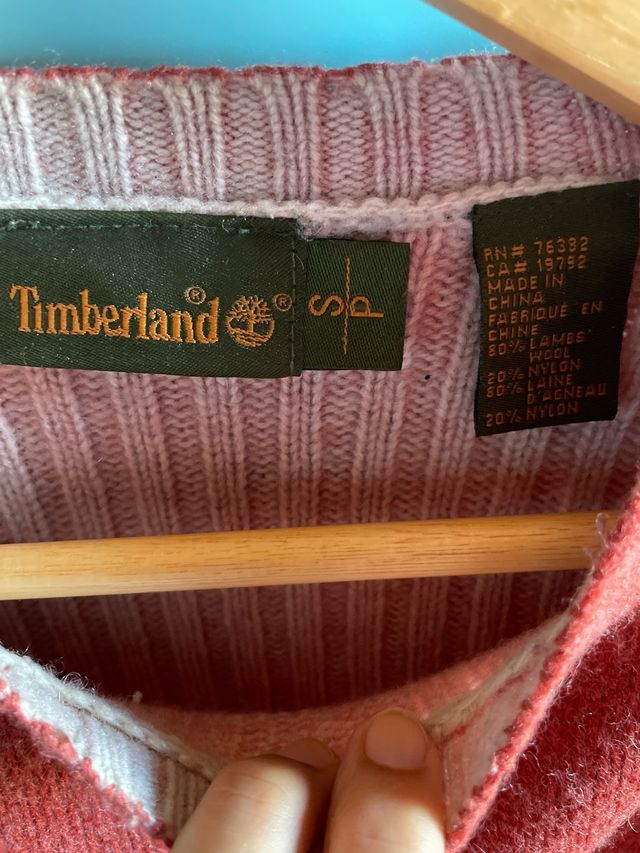 Timberland®
®
S
P
RN# 76392
CA# 19792
MADE IN
CHINA
FABRIQUÉ EN
CHINE
80% LAMBS'
WOOL
20% NYLON
80% LAINE
D'AGNEAU
20% NYLON